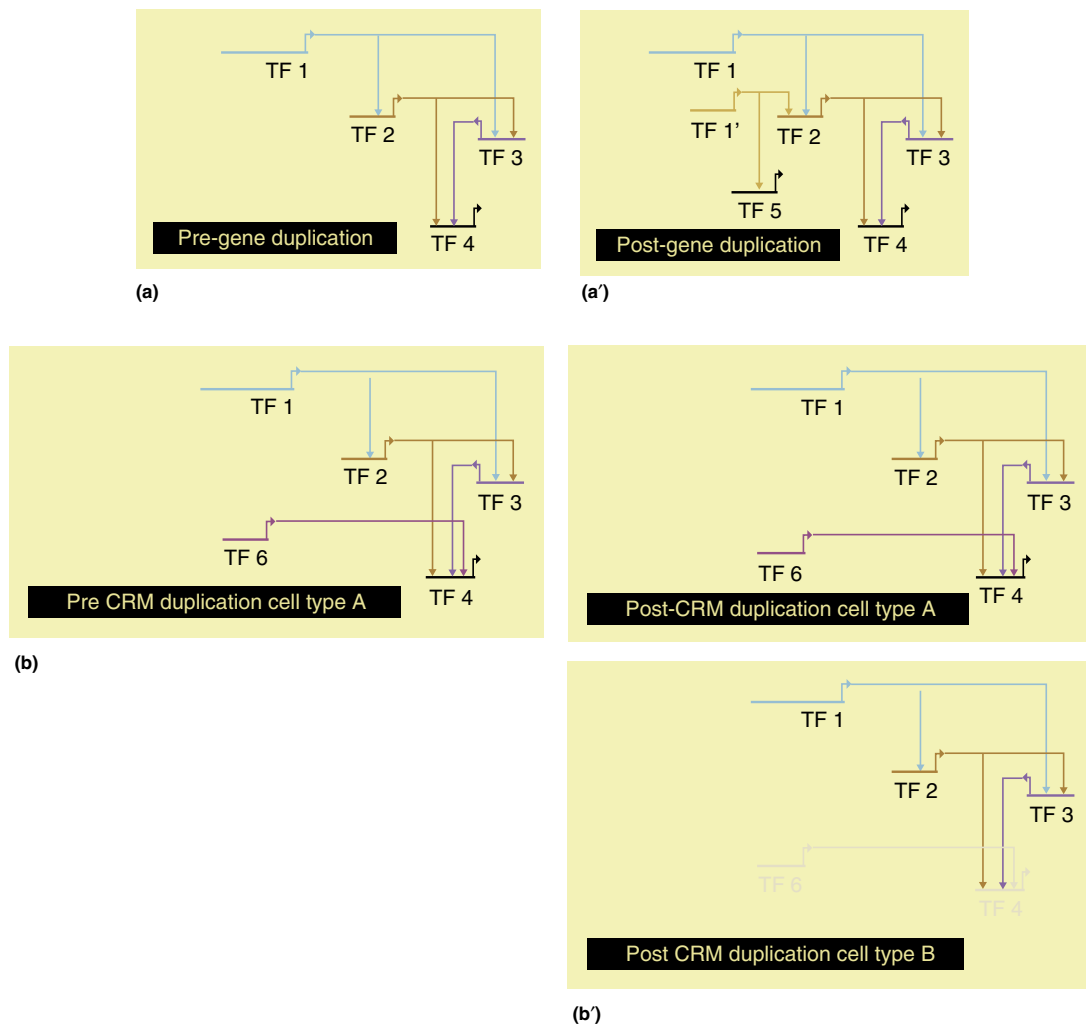 TF 1
TF 2
TF 3
TF 4
Pre-gene duplication
(a)
TF 1
TF 1'
TF 2
TF 3
TF 5
TF 4
Post-gene duplication
(a′)
TF 1
TF 2
TF 3
TF 6
TF 4
Pre CRM duplication cell type A
(b)
TF 1
TF 2
TF 3
TF 6
TF 4
Post-CRM duplication cell type A
TF 1
TF 2
TF 3
TF 6
TF 4
Post CRM duplication cell type B
(b′)